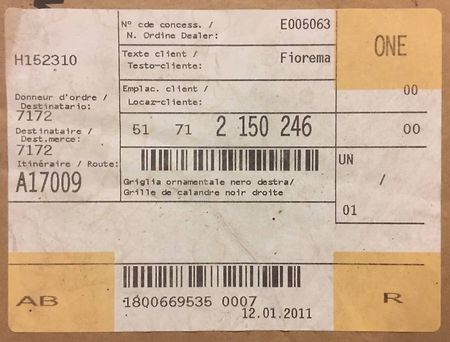 N° cde concess. /
N. Ordine Dealer:
E005063
ONE
H152310
Texte client /
Testo-cliente:
Fiorema
Donneur d'ordre /
Destinatario:
7172
Destinataire /
Dest.merce:
7172
Itinéraire / Route:
A17009
Emplac. client /
Locaz-cliente:
00
51 71 2 150 246
00
Griglia ornamentale nero destra/
Grille de calandre noir droite
UN
/
01
AB
1800669535 0007
12.01.2011
R